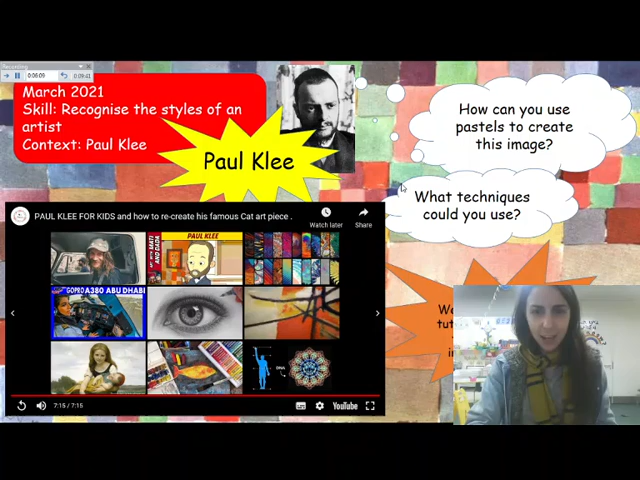 Recording
0:06:09
0:09:41
March 2021
Skill: Recognise the styles of an
artist
Context: Paul Klee
Paul Klee
How can you use
pastels to create
this image?
What techniques
could you use?
PAUL KLEE FOR KIDS and how to re-create his famous Cat art piece .
Watch later
Share
PAUL KLEE
GOPRO A380 ABU DHABI
DNA
7:15 / 7:15
YouTube